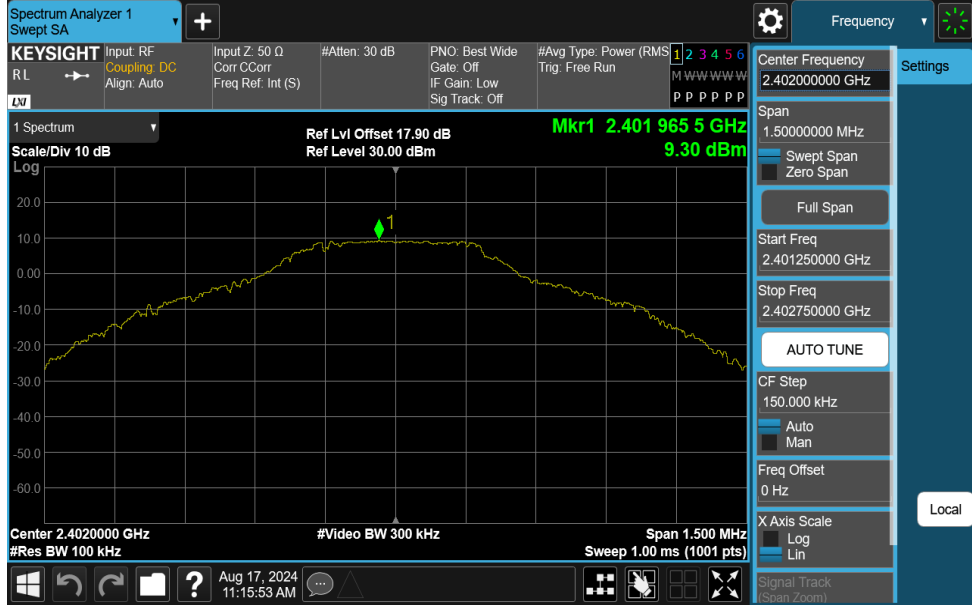 Spectrum Analyzer 1
Swept SA
+
Frequency
KEYSIGHT
RL
LXI
Input: RF
Coupling: DC
Align: Auto
Input Z: 50 Ω
Corr CCorr
Freq Ref: Int (S)
#Atten: 30 dB
PNO: Best Wide
Gate: Off
IF Gain: Low
Sig Track: Off
#Avg Type: Power (RMS
Trig: Free Run
1 2 3 4 5 6
M W W W W W
P P P P P P
1 Spectrum
Scale/Div 10 dB
Log
Ref Lvl Offset 17.90 dB
Ref Level 30.00 dBm
Mkr1 2.401 965 5 GHz
9.30 dBm
1
20.0
10.0
0.00
-10.0
-20.0
-30.0
-40.0
-50.0
-60.0
Center 2.4020000 GHz
#Res BW 100 kHz
#Video BW 300 kHz
Span 1.500 MHz
Sweep 1.00 ms (1001 pts)
Center Frequency
2.402000000 GHz
Span
1.50000000 MHz
Swept Span
Zero Span
Full Span
Start Freq
2.401250000 GHz
Stop Freq
2.402750000 GHz
AUTO TUNE
CF Step
150.000 kHz
Auto
Man
Freq Offset
0 Hz
X Axis Scale
Log
Lin
Signal Track
(Span Zoom)
Settings
Local
?
Aug 17, 2024
11:15:53 AM